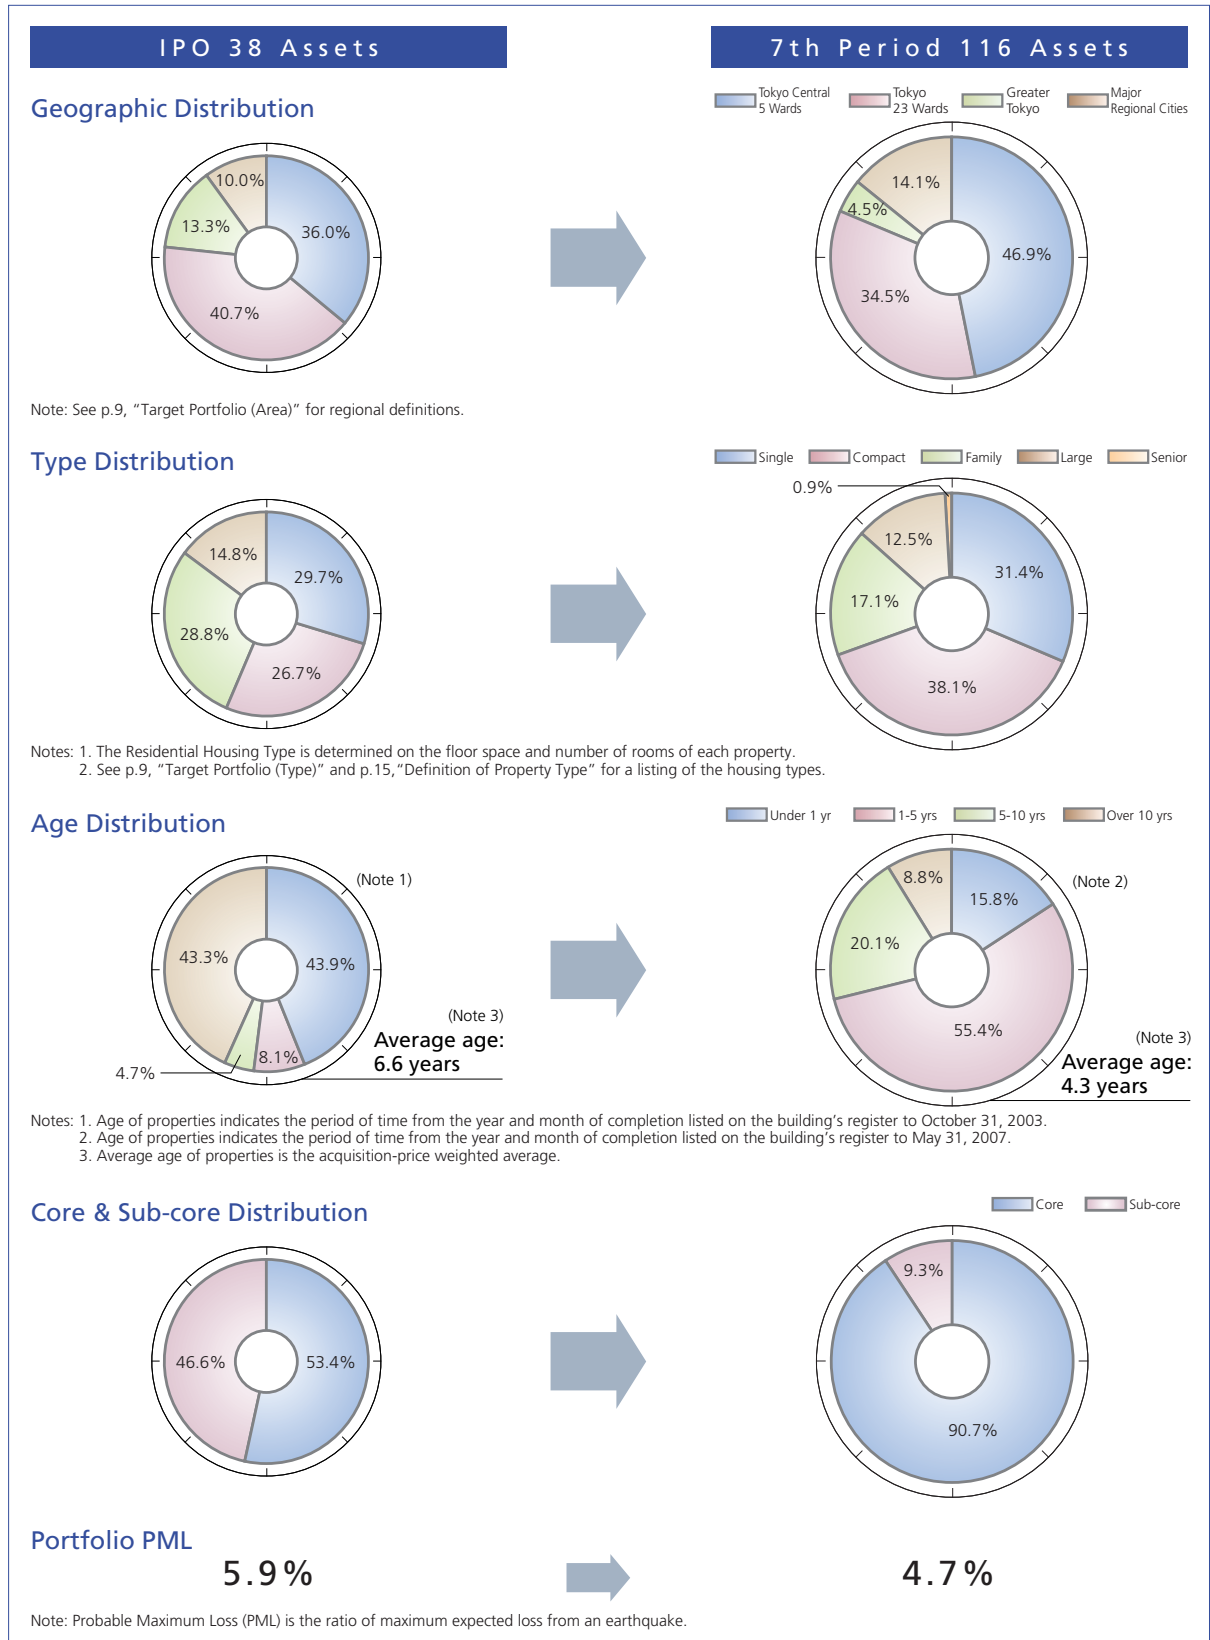 IPO 38 Assets
7th Period 116 Assets
Geographic Distribution
Tokyo Central
5 Wards
Tokyo
23 Wards
Greater
Tokyo
Major
Regional Cities
10.0%
13.3%
36.0%
40.7%
14.1%
4.5%
46.9%
34.5%
Note: See p.9, “Target Portfolio (Area)” for regional definitions.
Type Distribution
Single
Compact
Family
Large
Senior
14.8%
29.7%
28.8%
26.7%
0.9%
12.5%
31.4%
17.1%
38.1%
Notes: 1. The Residential Housing Type is determined on the floor space and number of rooms of each property.
2. See p.9, “Target Portfolio (Type)” and p.15,“Definition of Property Type” for a listing of the housing types.
Age Distribution
Under 1 yr
1-5 yrs
5-10 yrs
Over 10 yrs
(Note 1)
43.3%
43.9%
8.1%
4.7%
(Note 3)
Average age:
6.6 years
(Note 2)
8.8%
15.8%
20.1%
55.4%
(Note 3)
Average age:
4.3 years
Notes: 1. Age of properties indicates the period of time from the year and month of completion listed on the building’s register to October 31, 2003.
2. Age of properties indicates the period of time from the year and month of completion listed on the building’s register to May 31, 2007.
3. Average age of properties is the acquisition-price weighted average.
Core & Sub-core Distribution
Core
Sub-core
46.6%
53.4%
9.3%
90.7%
Portfolio PML
5.9%
4.7%
Note: Probable Maximum Loss (PML) is the ratio of maximum expected loss from an earthquake.